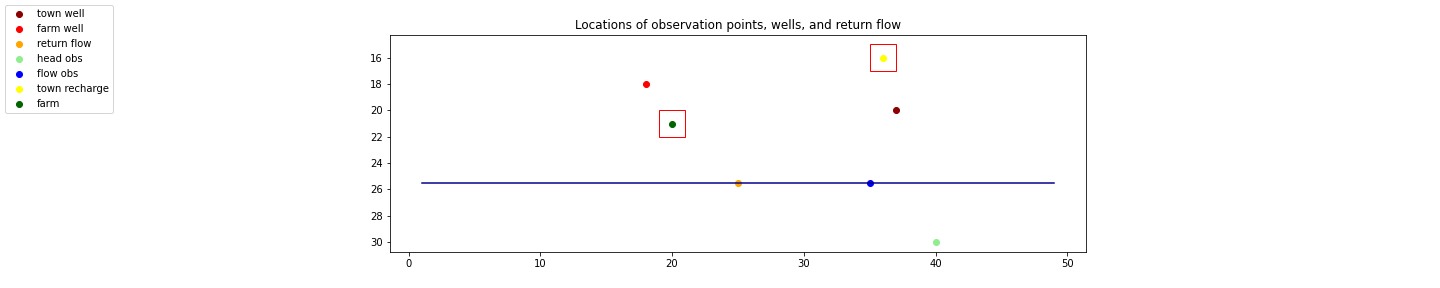 town well
farm well
return flow
head obs
flow obs
town recharge
farm
Locations of observation points, wells, and return flow
16
18
20
22
24
26
28
30
0 10 20 30 40 50